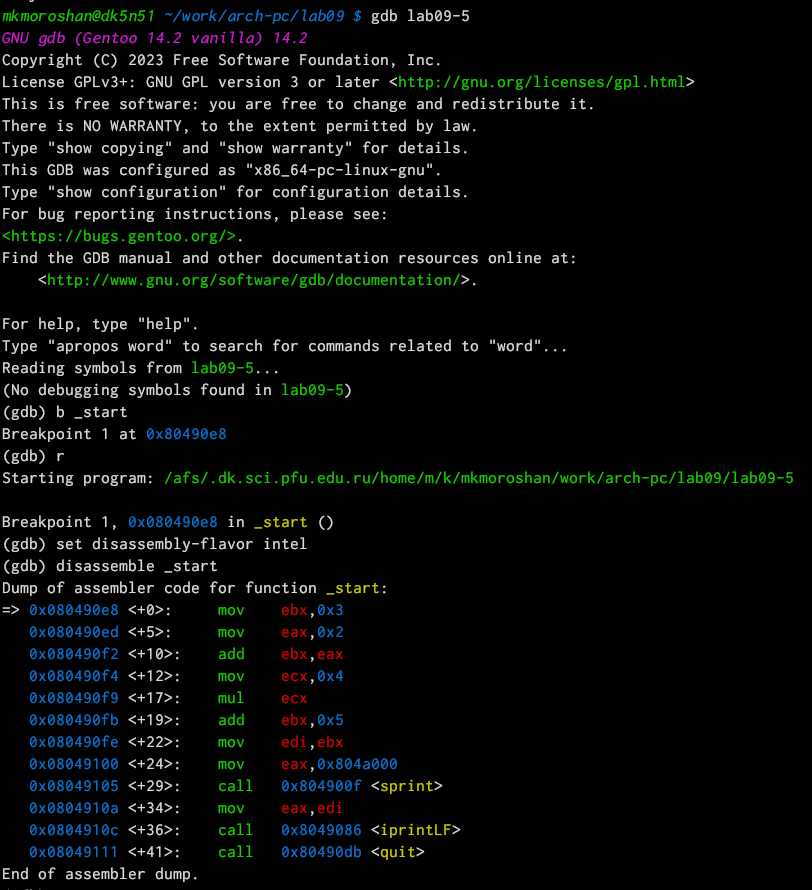 mkmoroshan@dk5n51 ~/work/arch-pc/lab09 $ gdb lab09-5
GNU gdb (Gentoo 14.2 vanilla) 14.2
Copyright (C) 2023 Free Software Foundation, Inc.
License GPLv3+: GNU GPL version 3 or later <http://gnu.org/licenses/gpl.html>
This is free software: you are free to change and redistribute it.
There is NO WARRANTY, to the extent permitted by law.
Type "show copying" and "show warranty" for details.
This GDB was configured as "x86_64-pc-linux-gnu".
Type "show configuration" for configuration details.
For bug reporting instructions, please see:
<https://bugs.gentoo.org/>.
Find the GDB manual and other documentation resources online at:
    <http://www.gnu.org/software/gdb/documentation/>.

For help, type "help".
Type "apropos word" to search for commands related to "word"...
Reading symbols from lab09-5...
(No debugging symbols found in lab09-5)
(gdb) b _start
Breakpoint 1 at 0x80490e8
(gdb) r
Starting program: /afs/.dk.sci.pfu.edu.ru/home/m/k/mkmoroshan/work/arch-pc/lab09/lab09-5

Breakpoint 1, 0x080490e8 in _start ()
(gdb) set disassembly-flavor intel
(gdb) disassemble _start
Dump of assembler code for function _start:
=> 0x080490e8 <+0>:     mov    ebx,0x3
   0x080490ed <+5>:     mov    eax,0x2
   0x080490f2 <+10>:    add    ebx,eax
   0x080490f4 <+12>:    mov    ecx,0x4
   0x080490f9 <+17>:    mul    ecx
   0x080490fb <+19>:    add    ebx,0x5
   0x080490fe <+22>:    mov    edi,ebx
   0x08049100 <+24>:    mov    eax,0x804a000
   0x08049105 <+29>:    call   0x804900f <sprint>
   0x0804910a <+34>:    mov    eax,edi
   0x0804910c <+36>:    call   0x8049086 <iprintLF>
   0x08049111 <+41>:    call   0x80490db <quit>
End of assembler dump.